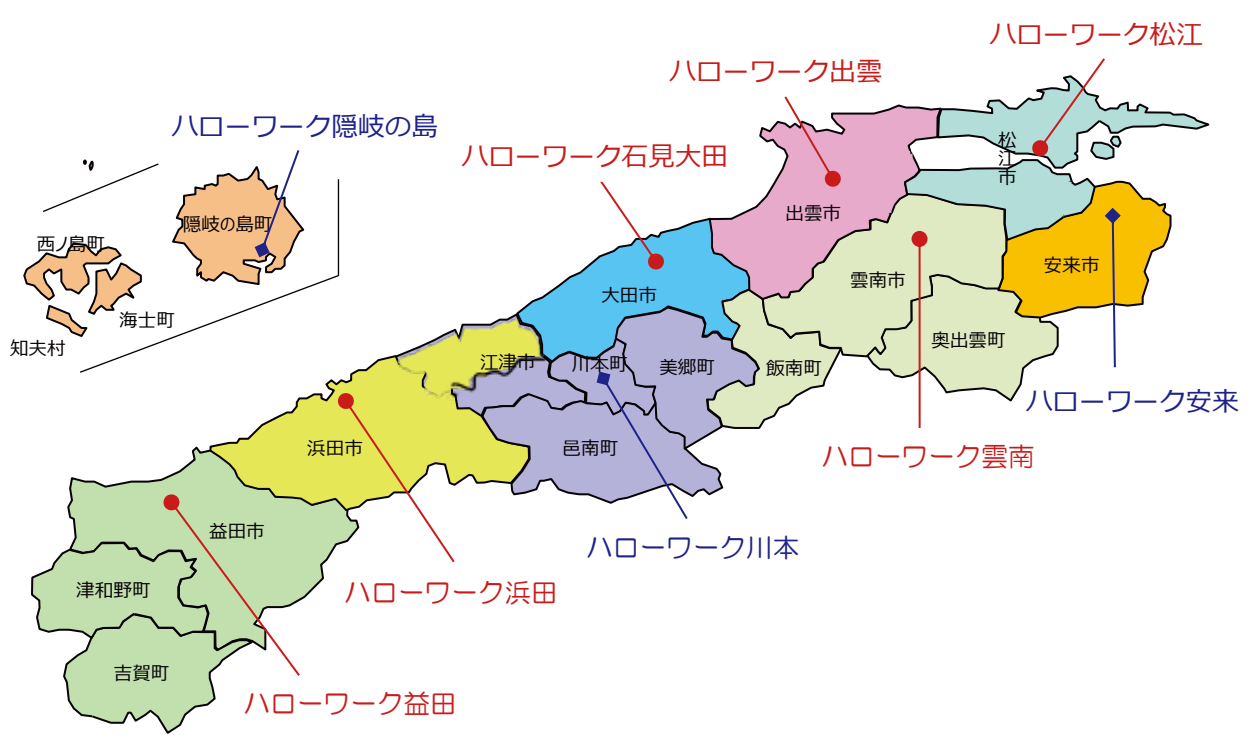 ハローワーク松江
ハローワーク出雲
ハローワーク隠岐の島
ハローワーク石見大田
松江市
隠岐の島町
出雲市
西ノ島町
安来市
雲南市
大田市
海士町
奥出雲町
知夫村
江津市
川本町
美郷町
飯南町
ハローワーク安来
浜田市
邑南町
ハローワーク雲南
益田市
ハローワーク川本
津和野町
ハローワーク浜田
吉賀町
ハローワーク益田